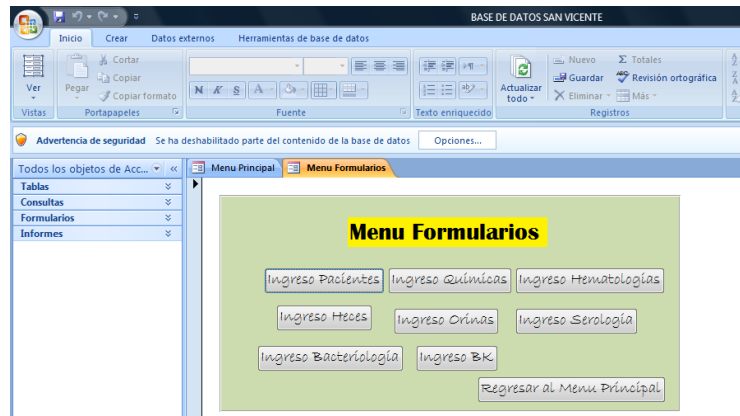 BASE DE DATOS SAN VICENTE
Inicio Crear Datos externos Herramientas de base de datos
Ver
Pegar
Cortar
Copiar
Copiar formato
N K S A
ab
Actualizar todo
Nuevo
Guardar
Eliminar
Σ Totales
Revisión ortográfica
Más
A
Z
Z
A
A
Z
Vistas Portapapeles Fuente Texto enriquecido Registros
Advertencia de seguridad Se ha deshabilitado parte del contenido de la base de datos Opciones...
Todos los objetos de Acc... «
Menu Principal Menu Formularios
Tablas
Consultas
Formularios
Informes
Menu Formularios
Ingreso Pacientes Ingreso Químicas Ingreso Hematologías
Ingreso Heces Ingreso Orinas Ingreso Serología
Ingreso Bacteriología Ingreso BK
Regresar al Menu Principal